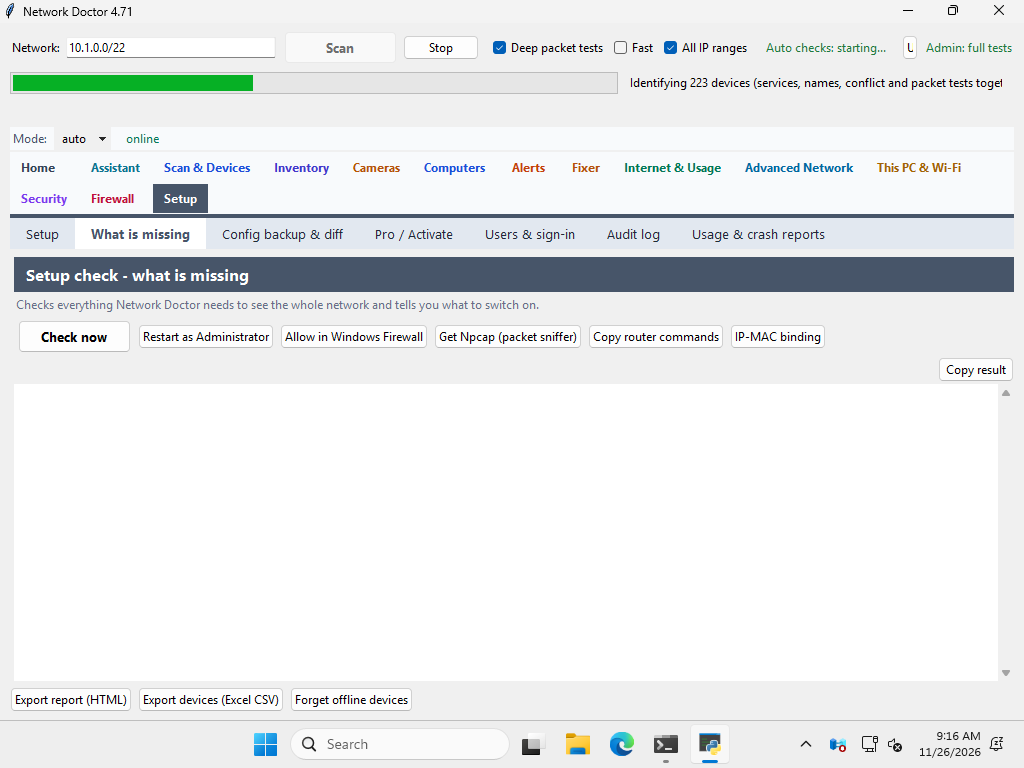 Network Doctor 4.71
Network: 10.1.0.0/22 Scan Stop Deep packet tests Fast All IP ranges Auto checks: starting... Admin: full tests
Identifying 223 devices (services, names, conflict and packet tests
Mode: auto online
Home Assistant Scan & Devices Inventory Cameras Computers Alerts Fixer Internet & Usage Advanced Network This PC & Wi-Fi
Security Firewall Setup
Setup What is missing Config backup & diff Pro / Activate Users & sign-in Audit log Usage & crash reports
Setup check - what is missing
Checks everything Network Doctor needs to see the whole network and tells you what to switch on.
Check now Restart as Administrator Allow in Windows Firewall Get Npcap (packet sniffer) Copy router commands IP-MAC binding
Copy result
Export report (HTML) Export devices (Excel CSV) Forget offline devices
Search
9:16 AM
11/26/2026